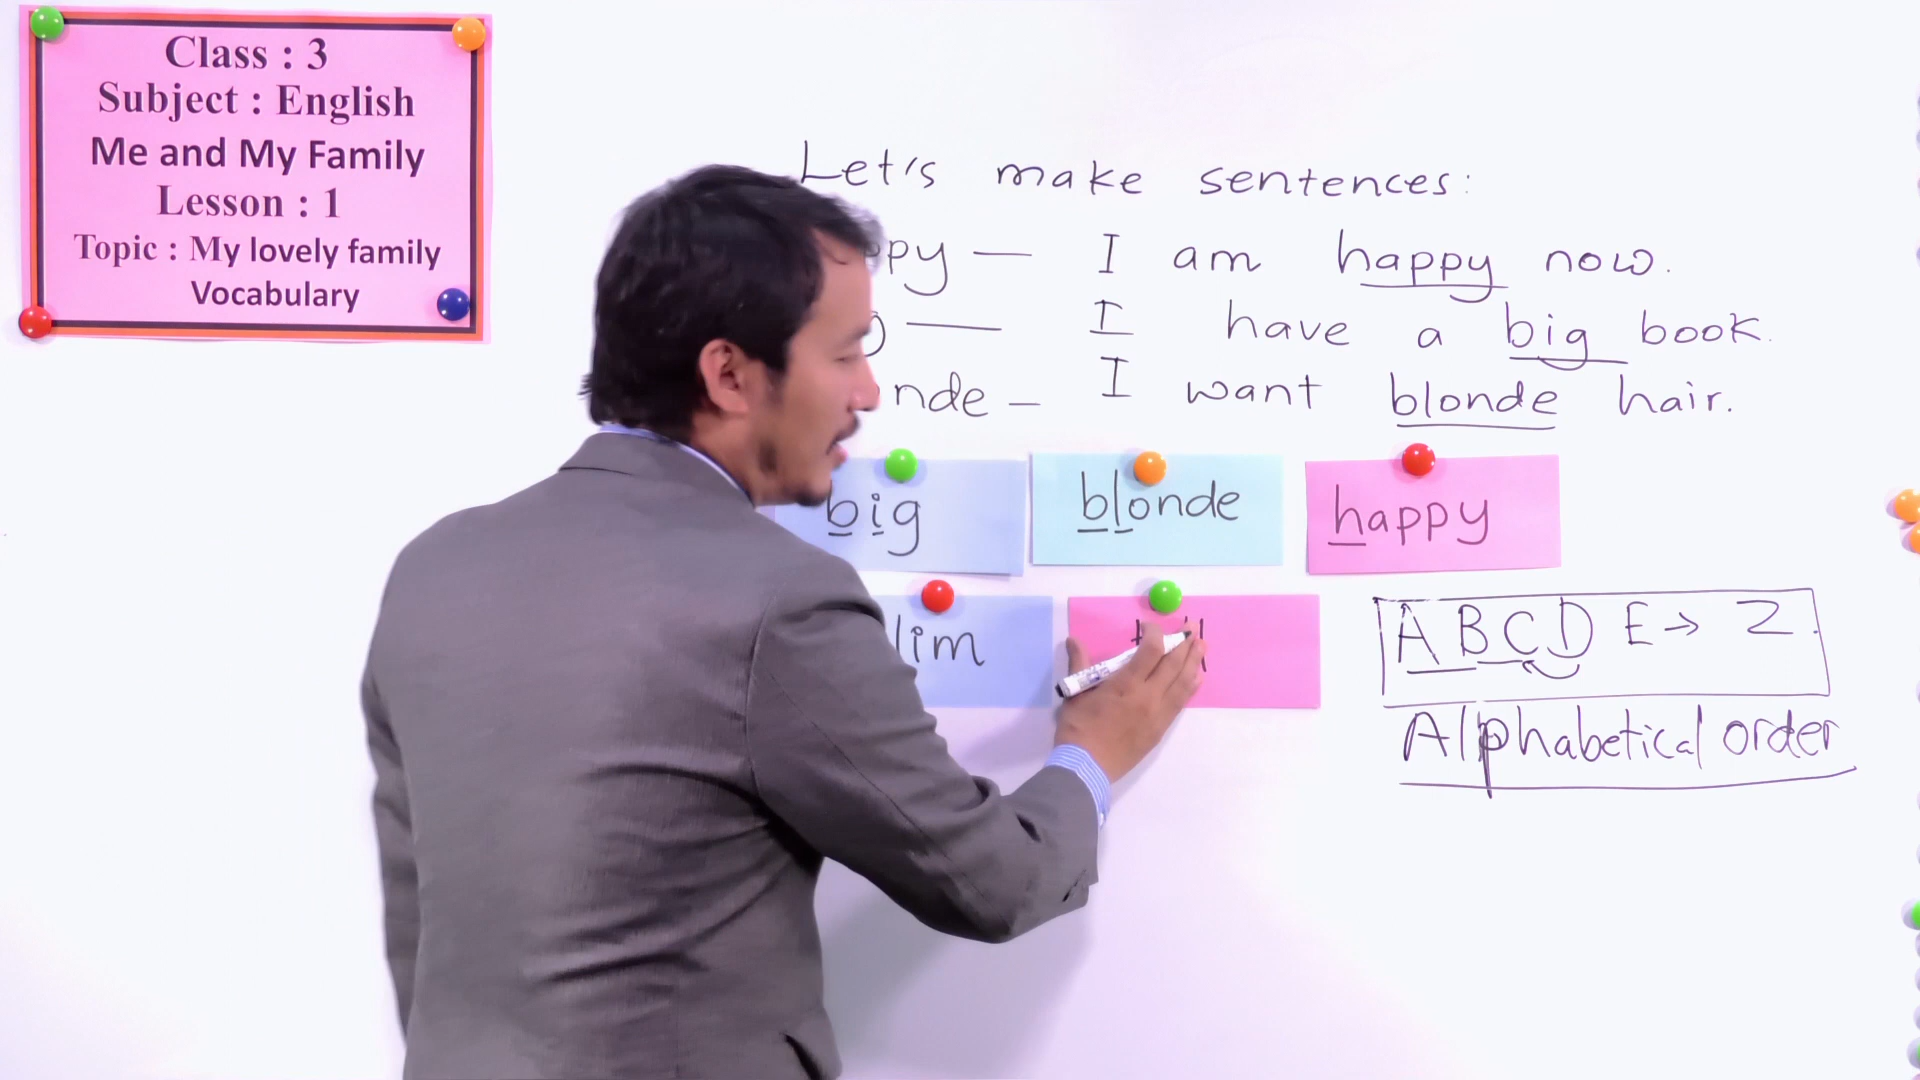 Class : 3
Subject : English
Me and My Family
Lesson : 1
Topic : My lovely family
Vocabulary
Let's make sentences:
ppy — I am happy now.
— I have a big book.
nde — I want blonde hair.
big
blonde
happy
lim
A B C D E → Z.
Alphabetical order